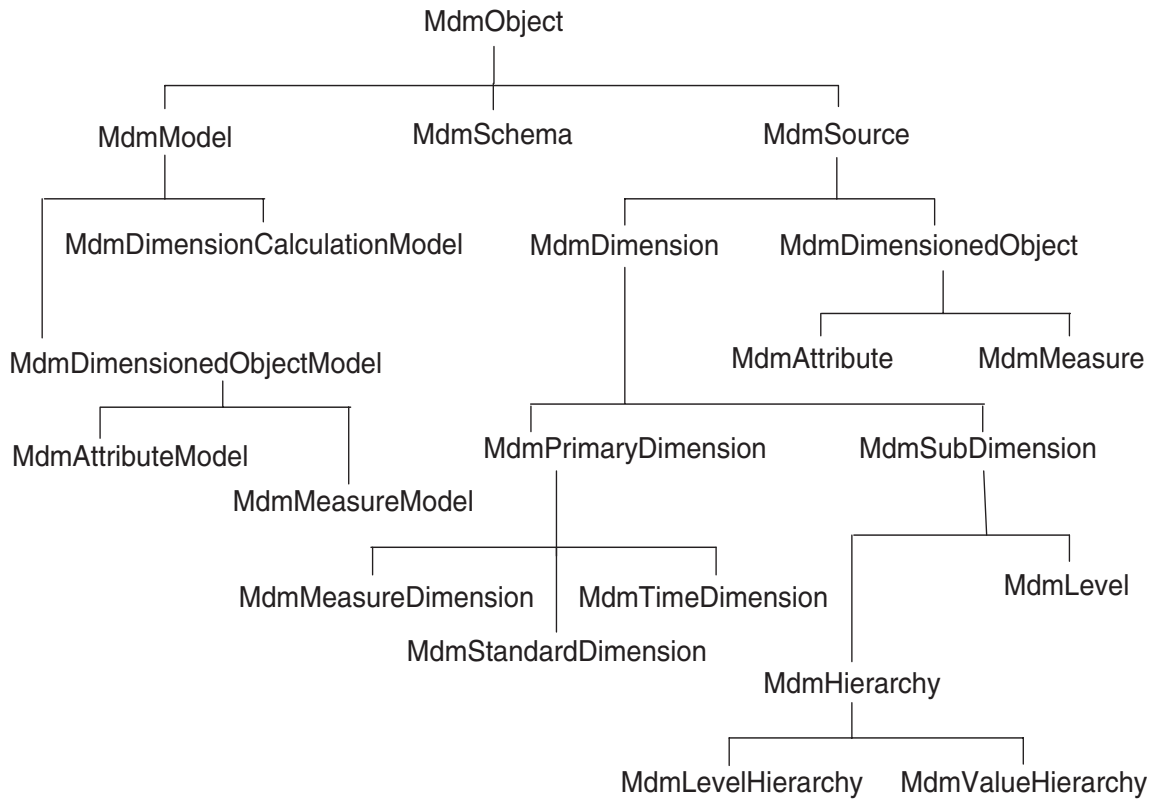 MdmObject
MdmModel
MdmSchema
MdmSource
MdmDimensionCalculationModel
MdmDimension
MdmDimensionedObject
MdmDimensionedObjectModel
MdmAttribute
MdmMeasure
MdmAttributeModel
MdmPrimaryDimension
MdmSubDimension
MdmMeasureModel
MdmMeasureDimension
MdmTimeDimension
MdmLevel
MdmStandardDimension
MdmHierarchy
MdmLevelHierarchy
MdmValueHierarchy